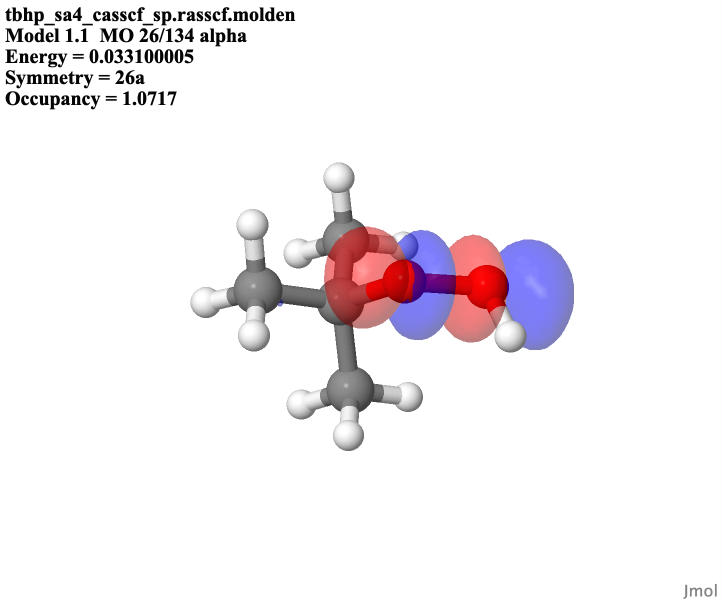 tbhp_sa4_casscf_sp.rasscf.molden
Model 1.1  MO 26/134 alpha
Energy = 0.033100005
Symmetry = 26a
Occupancy = 1.0717
Jmol